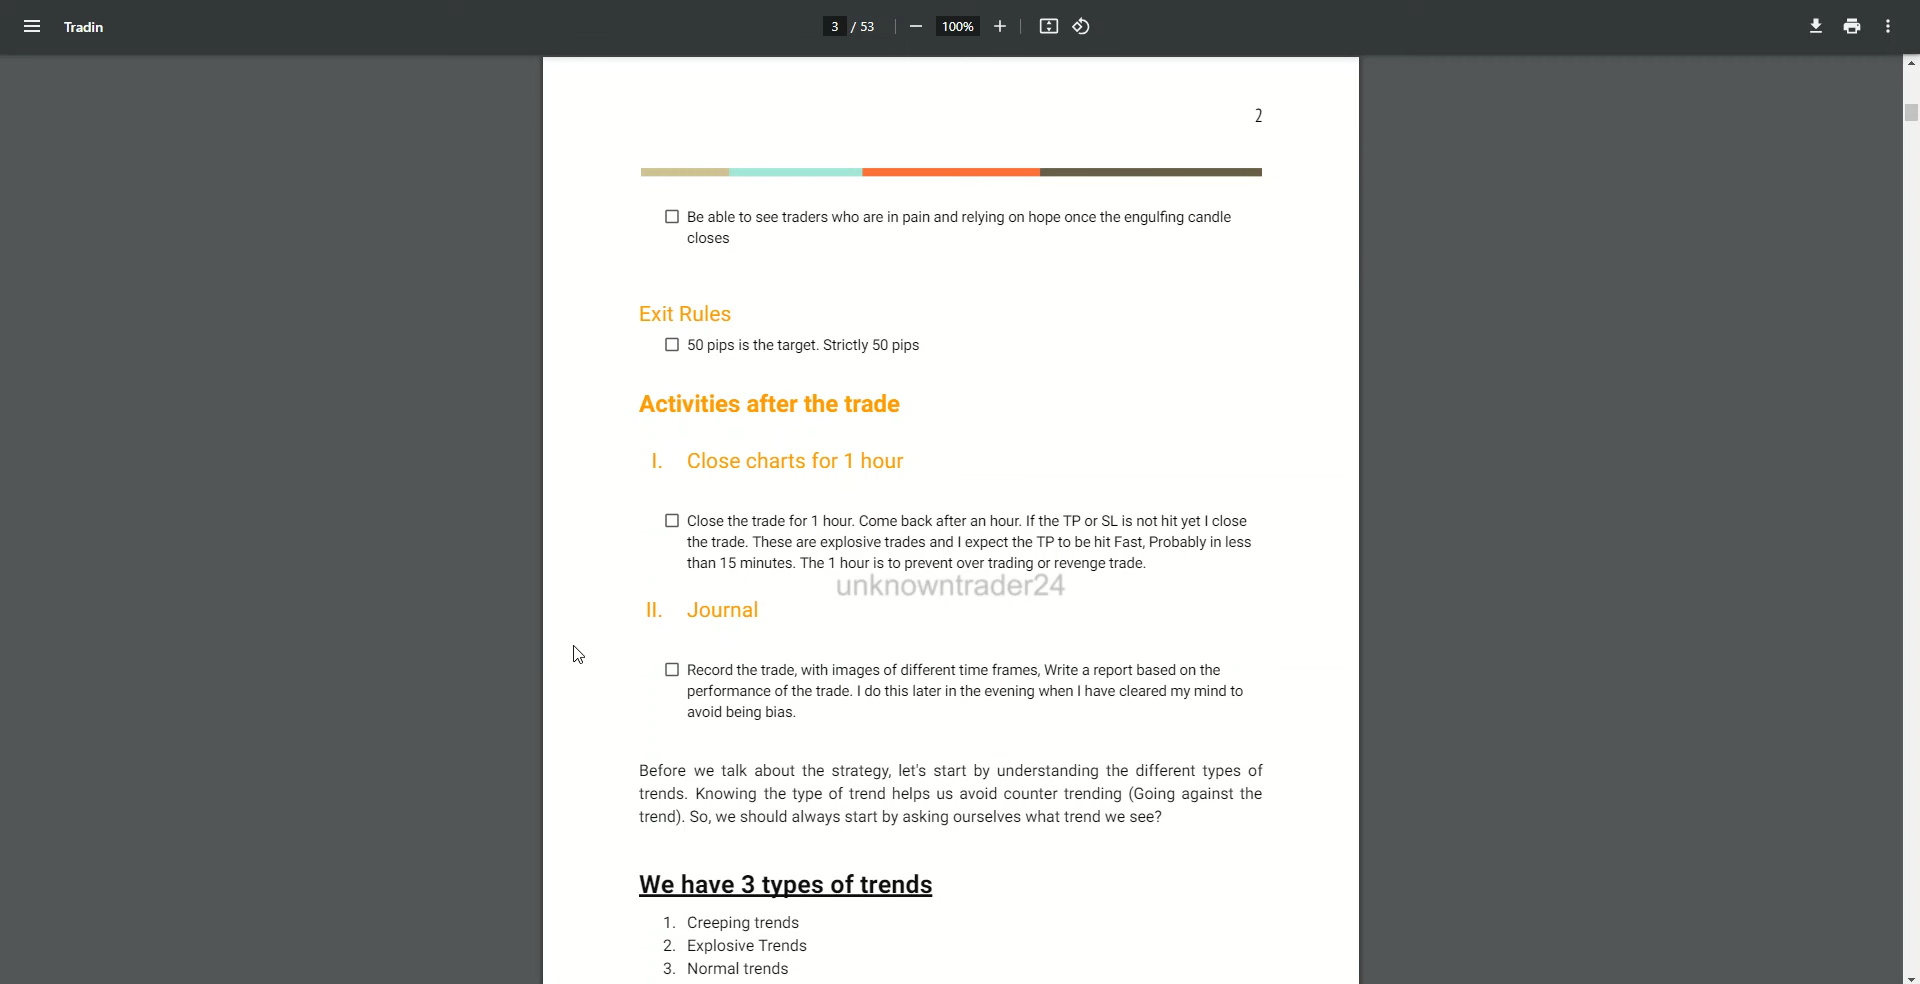 Tradin
3 / 53
100%
2
Be able to see traders who are in pain and relying on hope once the engulfing candle
closes
Exit Rules
50 pips is the target. Strictly 50 pips
Activities after the trade
I. Close charts for 1 hour
Close the trade for 1 hour. Come back after an hour. If the TP or SL is not hit yet I close
the trade. These are explosive trades and I expect the TP to be hit Fast, Probably in less
than 15 minutes. The 1 hour is to prevent over trading or revenge trade.
unknowntrader24
II. Journal
Record the trade, with images of different time frames, Write a report based on the
performance of the trade. I do this later in the evening when I have cleared my mind to
avoid being bias.
Before we talk about the strategy, let's start by understanding the different types of
trends. Knowing the type of trend helps us avoid counter trending (Going against the
trend). So, we should always start by asking ourselves what trend we see?
We have 3 types of trends
1. Creeping trends
2. Explosive Trends
3. Normal trends